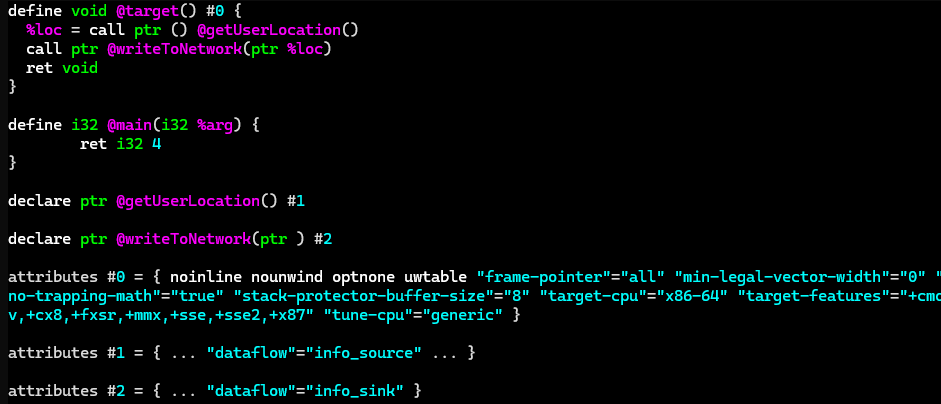 define void @target() #0 {
  %loc = call ptr () @getUserLocation()
  call ptr @writeToNetwork(ptr %loc)
  ret void
}

define i32 @main(i32 %arg) {
        ret i32 4
}

declare ptr @getUserLocation() #1

declare ptr @writeToNetwork(ptr ) #2

attributes #0 = { noinline nounwind optnone uwtable "frame-pointer"="all" "min-legal-vector-width"="0" "
no-trapping-math"="true" "stack-protector-buffer-size"="8" "target-cpu"="x86-64" "target-features"="+cmo
v,+cx8,+fxsr,+mmx,+sse,+sse2,+x87" "tune-cpu"="generic" }

attributes #1 = { ... "dataflow"="info_source" ... }

attributes #2 = { ... "dataflow"="info_sink" }